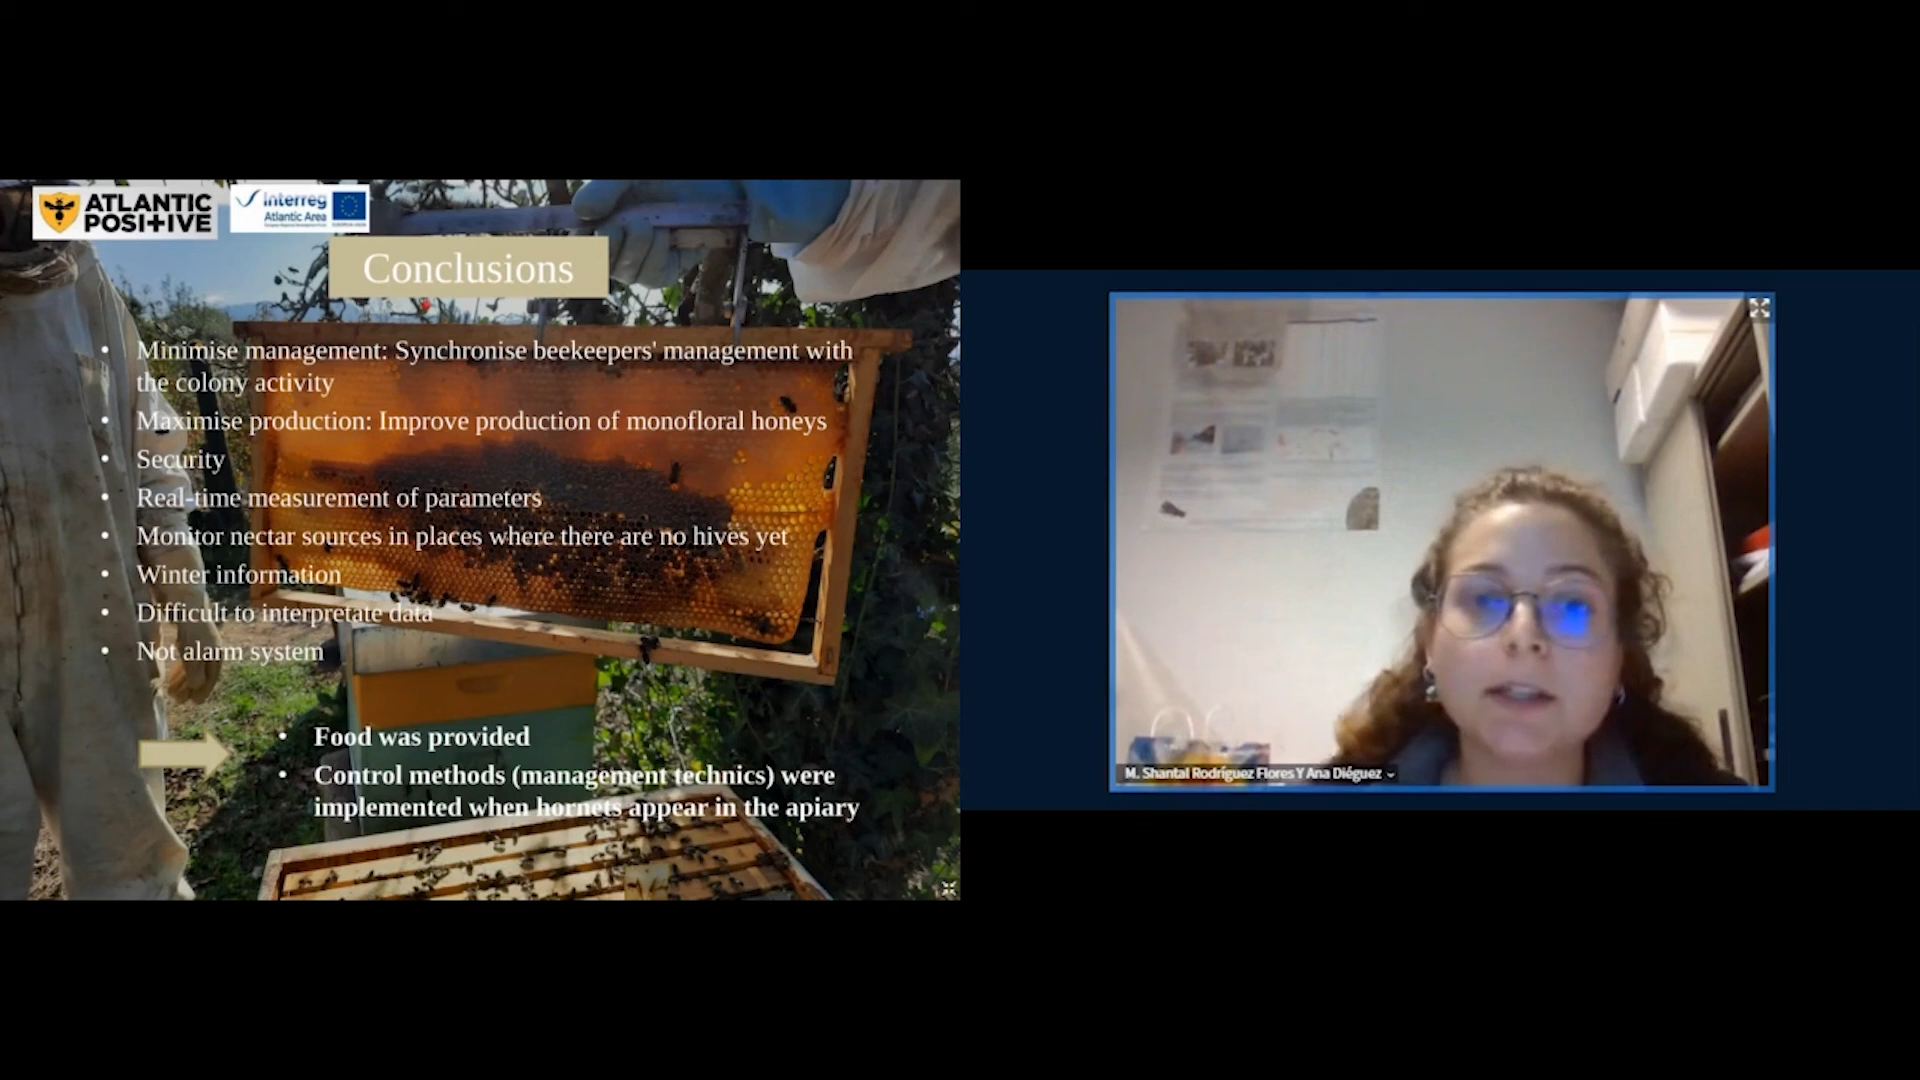 ATLANTIC
POSITIVE
Interreg
Atlantic Area
Conclusions
• Minimise management: Synchronise beekeepers' management with
the colony activity
• Maximise production: Improve production of monofloral honeys
• Security
• Real-time measurement of parameters
• Monitor nectar sources in places where there are no hives yet
• Winter information
• Difficult to interpretate data
• Not alarm system
• Food was provided
• Control methods (management technics) were
implemented when hornets appear in the apiary
M. Shantal Rodríguez Flores Y Ana Diéguez